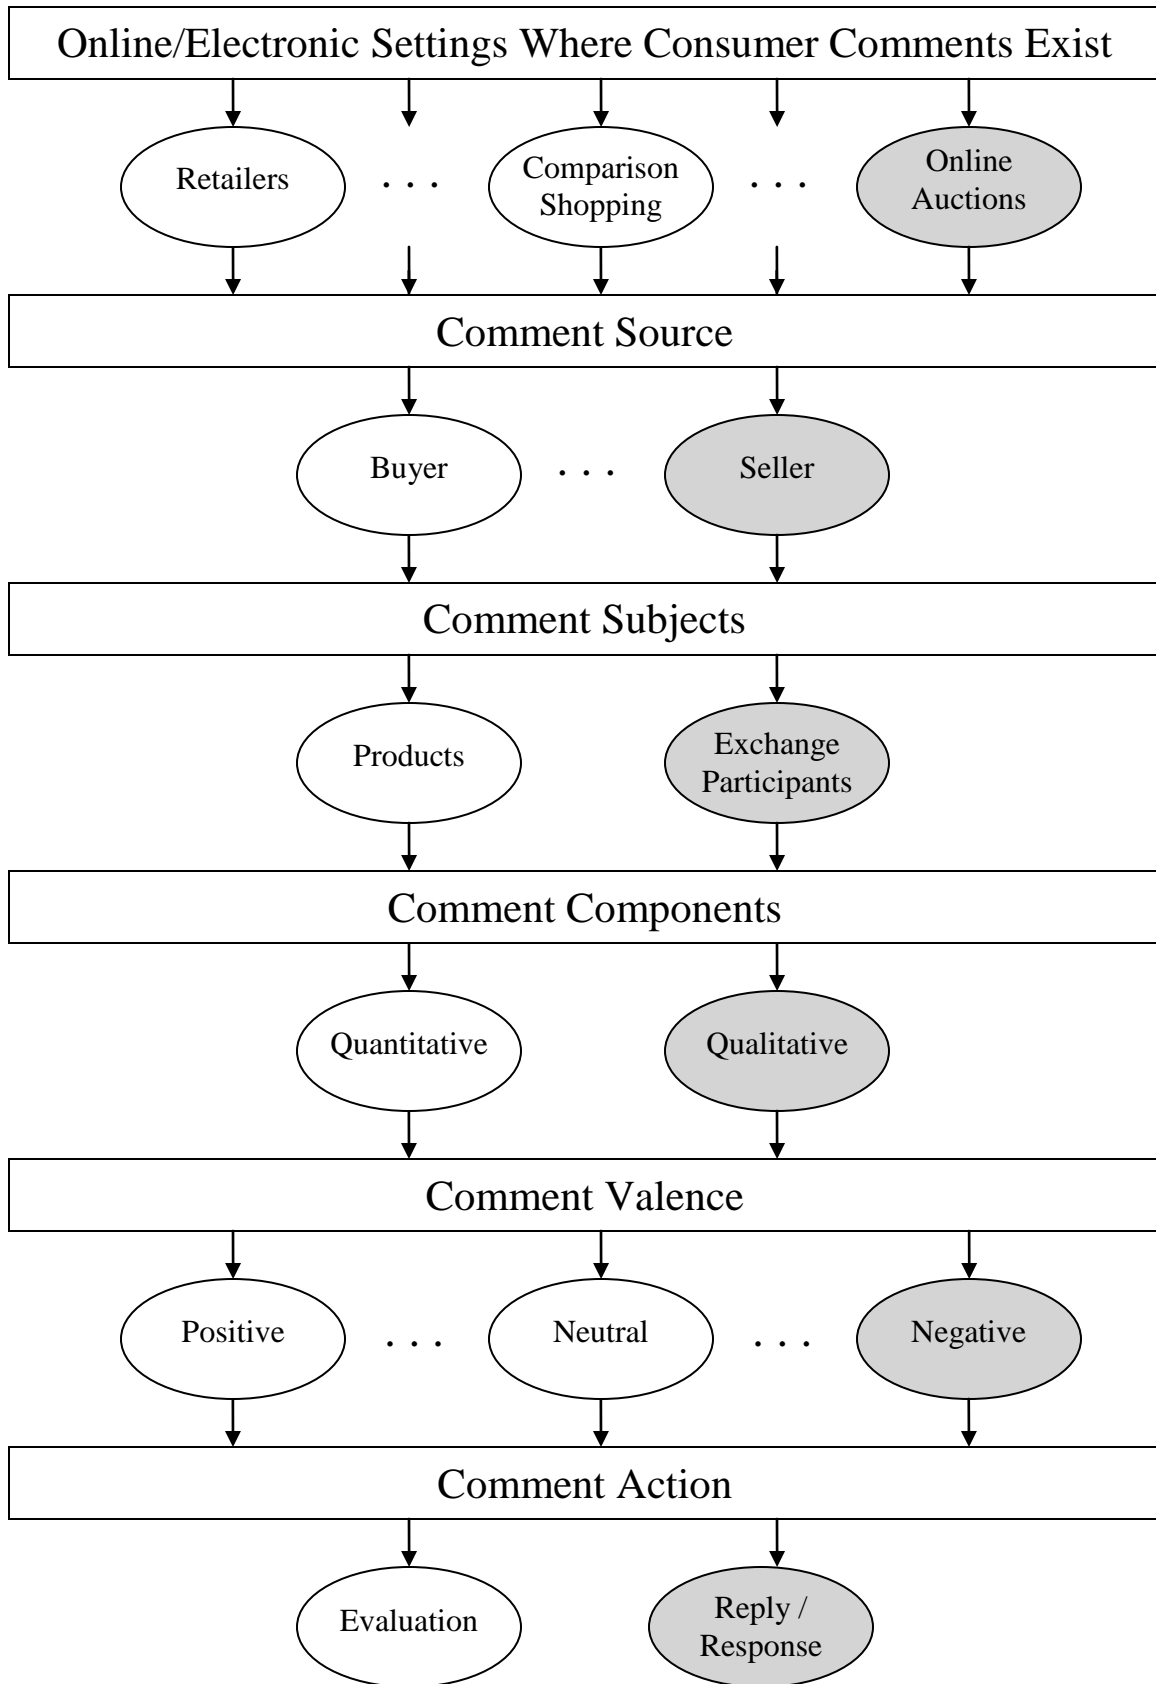 Online/Electronic Settings Where Consumer Comments Exist
Retailers
. . .
Comparison
Shopping
. . .
Online
Auctions
Comment Source
Buyer
. . .
Seller
Comment Subjects
Products
Exchange
Participants
Comment Components
Quantitative
Qualitative
Comment Valence
Positive
. . .
Neutral
. . .
Negative
Comment Action
Evaluation
Reply /
Response